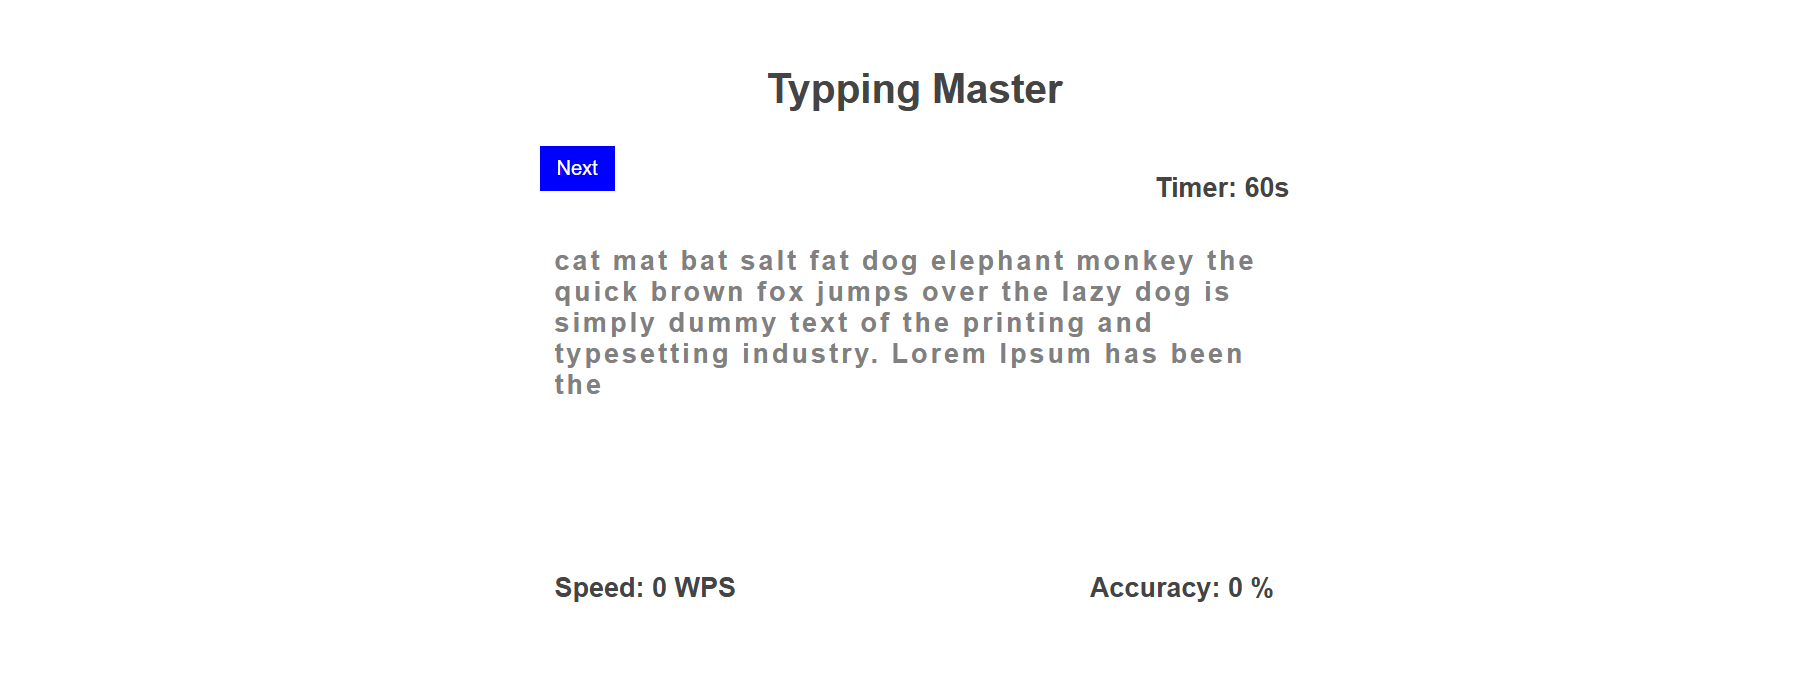 Typping Master
Next
Timer: 60s
cat mat bat salt fat dog elephant monkey the
quick brown fox jumps over the lazy dog is
simply dummy text of the printing and
typesetting industry. Lorem Ipsum has been
the
Speed: 0 WPS
Accuracy: 0 %